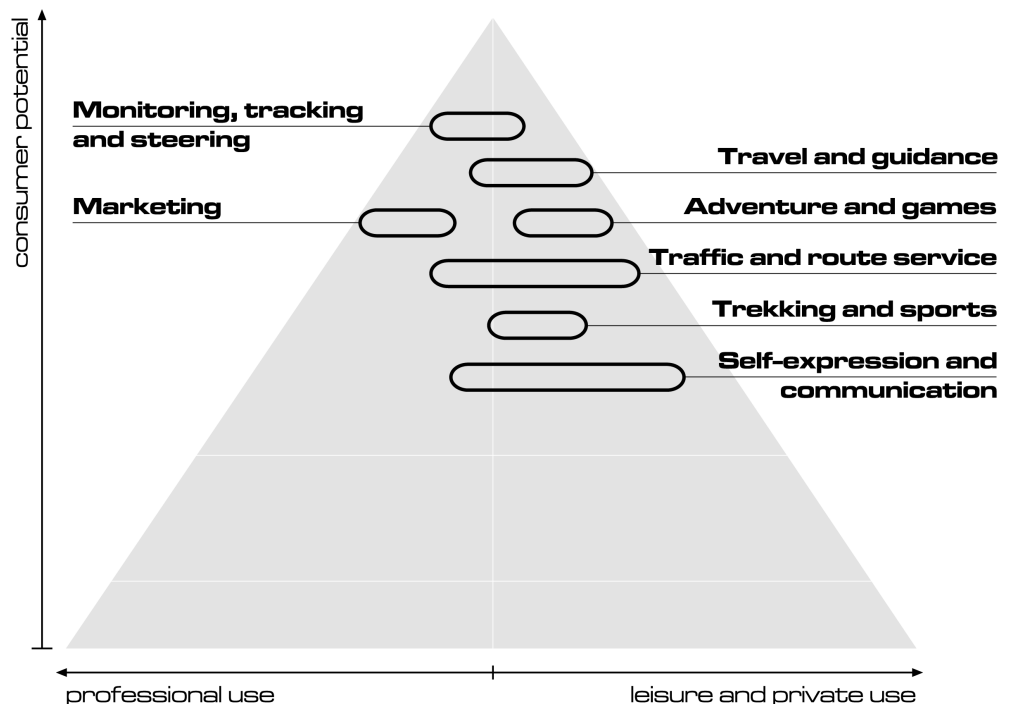 consumer potential
Monitoring, tracking
and steering
Travel and guidance
Marketing
Adventure and games
Traffic and route service
Trekking and sports
Self-expression and
communication
professional use
leisure and private use